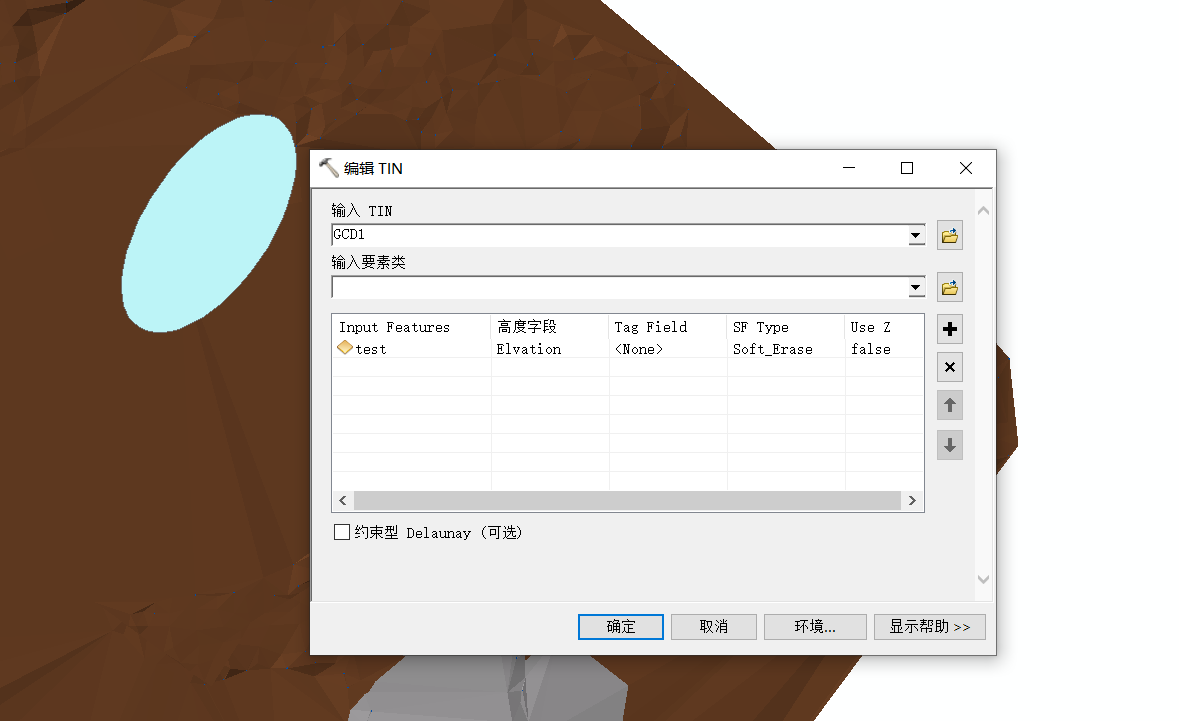 编辑 TIN
输入 TIN
GCD1
输入要素类
Input Features 高度字段 Tag Field SF Type Use Z
test Elvation <None> Soft_Erase false
约束型 Delaunay (可选)
确定 取消 环境... 显示帮助 >>